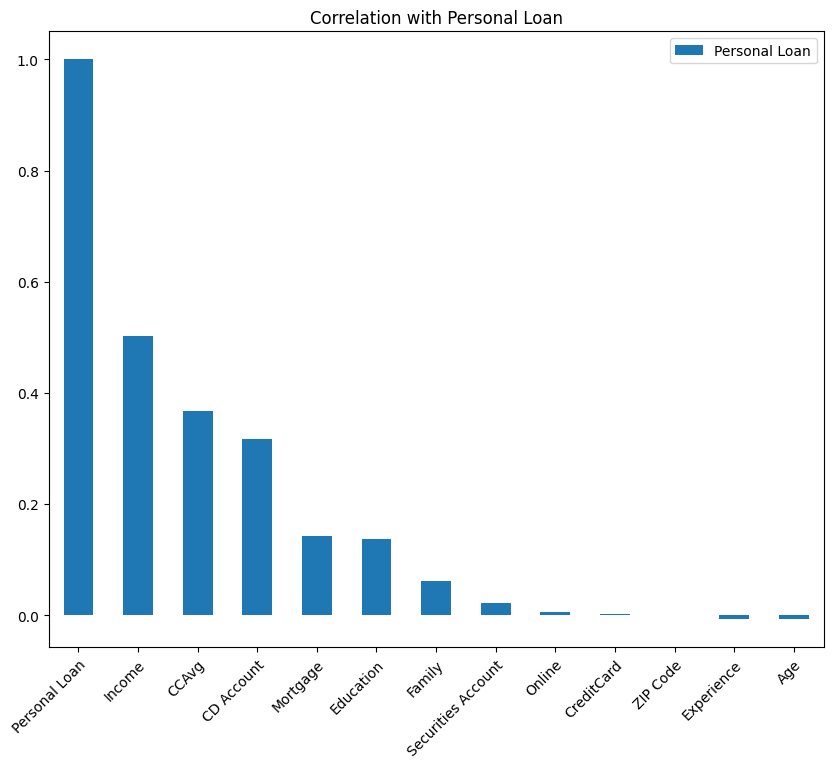 Correlation with Personal Loan
Personal Loan
1.0
0.8
0.6
0.4
0.2
0.0
Personal Loan
Income
CCAvg
CD Account
Mortgage
Education
Family
Securities Account
Online
CreditCard
ZIP Code
Experience
Age